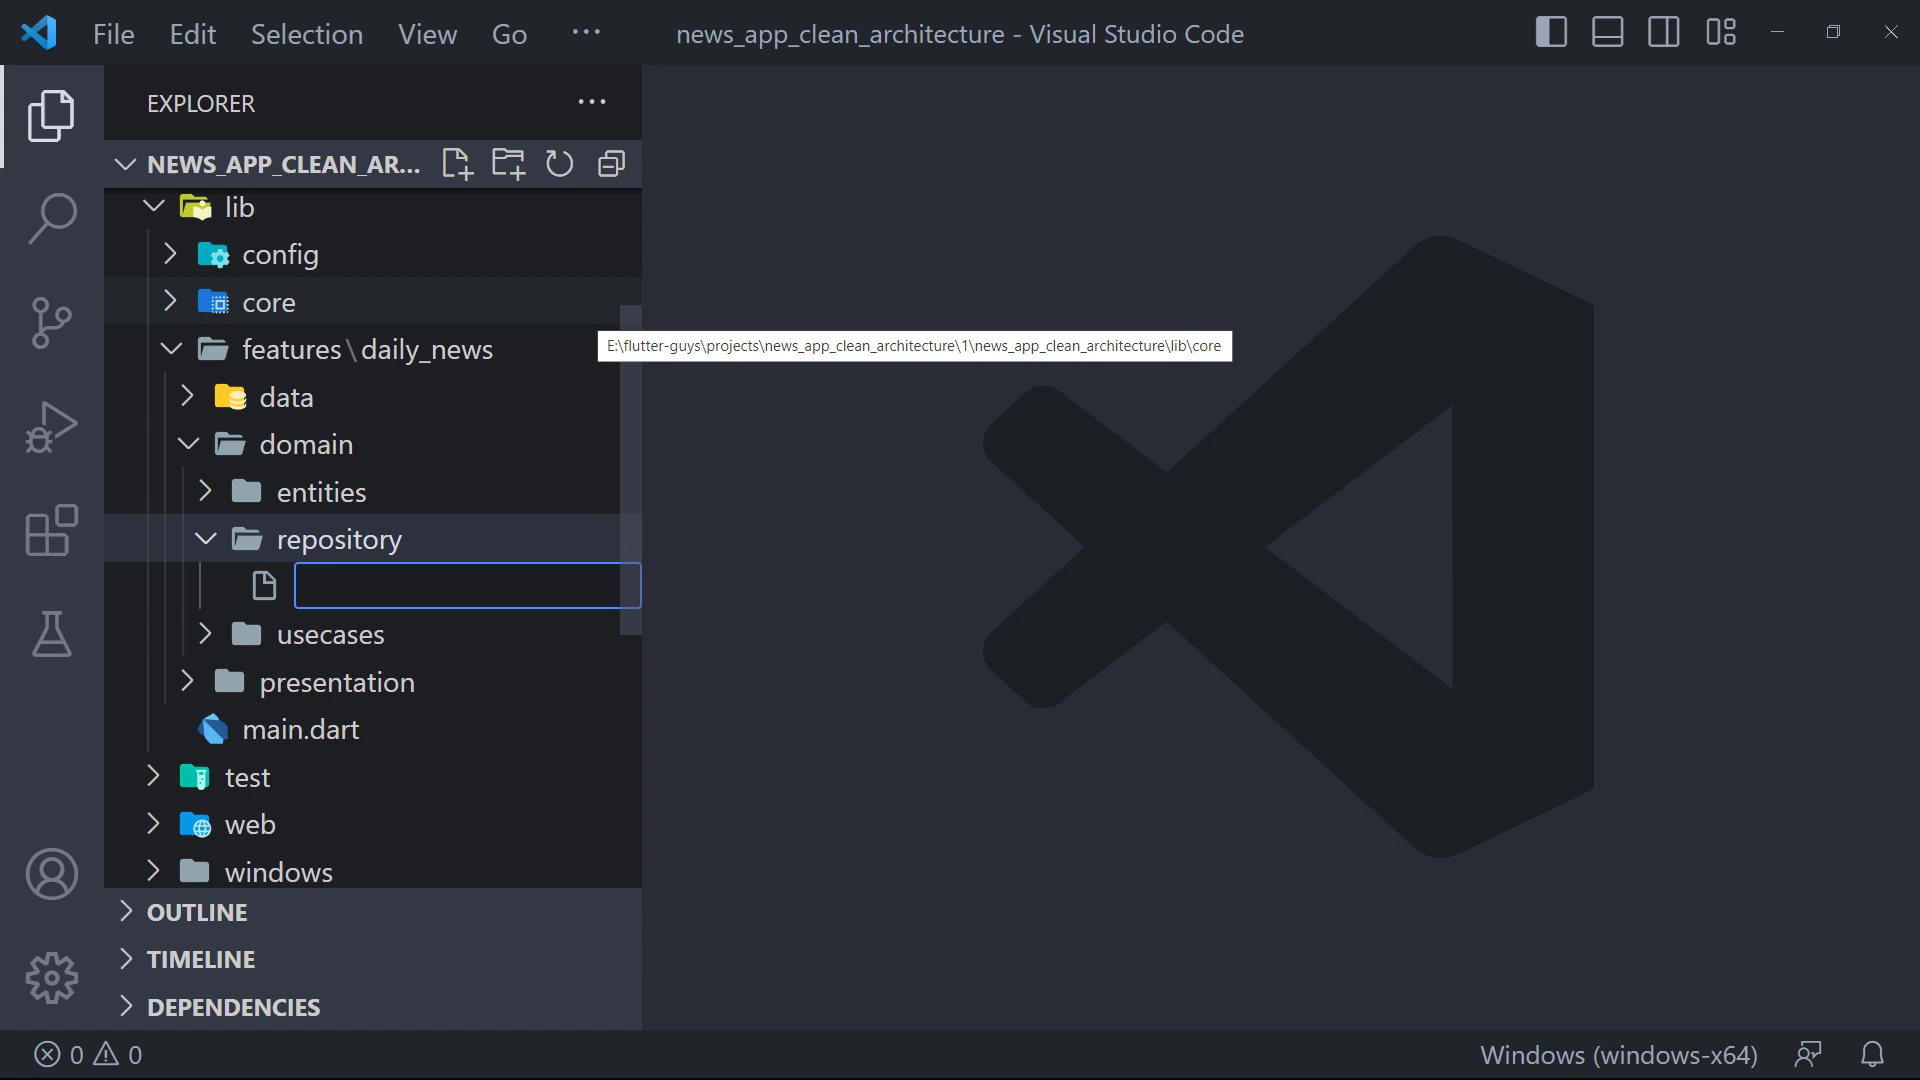 File Edit Selection View Go ··· news_app_clean_architecture - Visual Studio Code
EXPLORER ···
NEWS_APP_CLEAN_AR...
lib
config
core
E:\flutter-guys\projects\news_app_clean_architecture\1\news_app_clean_architecture\lib\core
features\daily_news
data
domain
entities
repository
usecases
presentation
main.dart
test
web
windows
OUTLINE
TIMELINE
DEPENDENCIES
0 0 Windows (windows-x64)